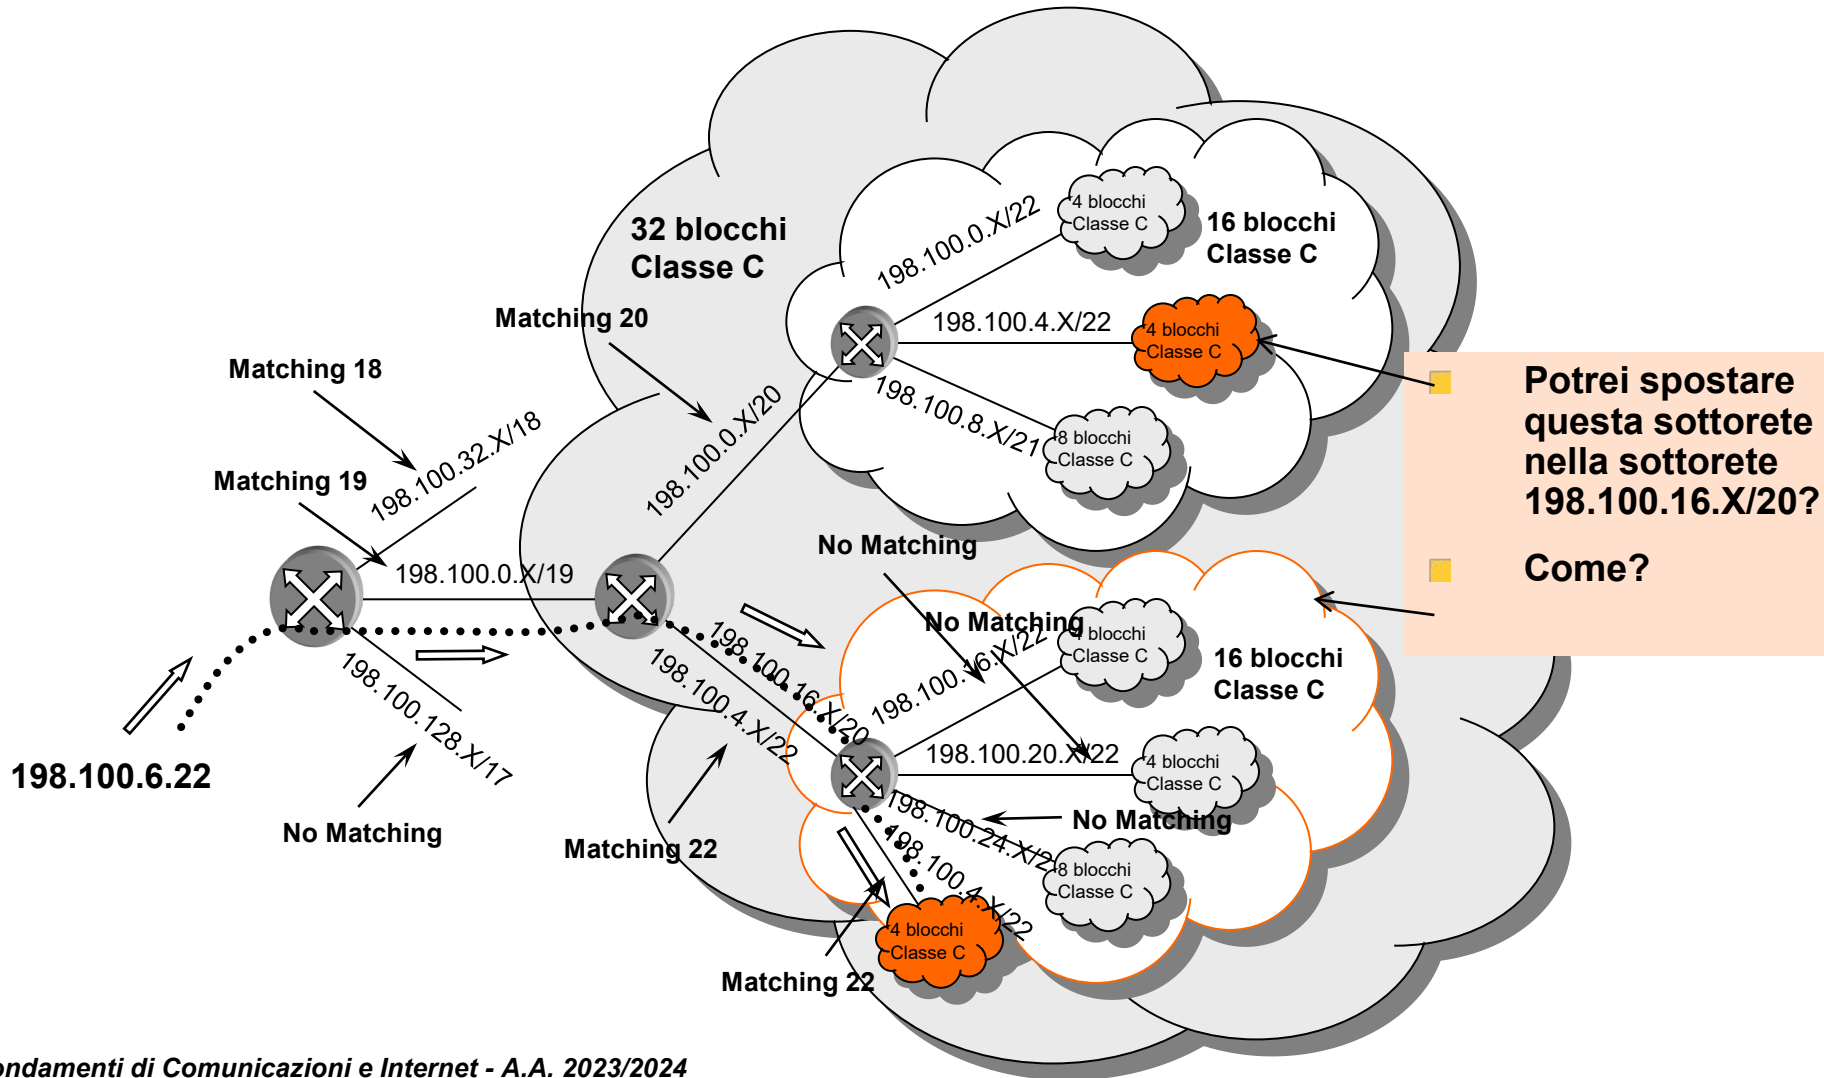 32 blocchi
Classe C
198.100.0.X/22
4 blocchi
Classe C
16 blocchi
Classe C
Matching 20
198.100.4.X/22
4 blocchi
Classe C
Matching 18
198.100.8.X/21
8 blocchi
Classe C
198.100.0.X/20
198.100.32.X/18
Matching 19
198.100.0.X/19
Potrei spostare
questa sottorete
nella sottorete
198.100.16.X/20?
Come?
No Matching
No Matching
198.100.16.X/22
4 blocchi
Classe C
16 blocchi
Classe C
198.100.16.X/20
198.100.4.X/22
198.100.128.X/17
198.100.6.22
No Matching
198.100.20.X/22
4 blocchi
Classe C
198.100.24.X/2
No Matching
8 blocchi
Classe C
Matching 22
198.100.4.X/22
4 blocchi
Classe C
Matching 22
ondamenti di Comunicazioni e Internet - A.A. 2023/2024